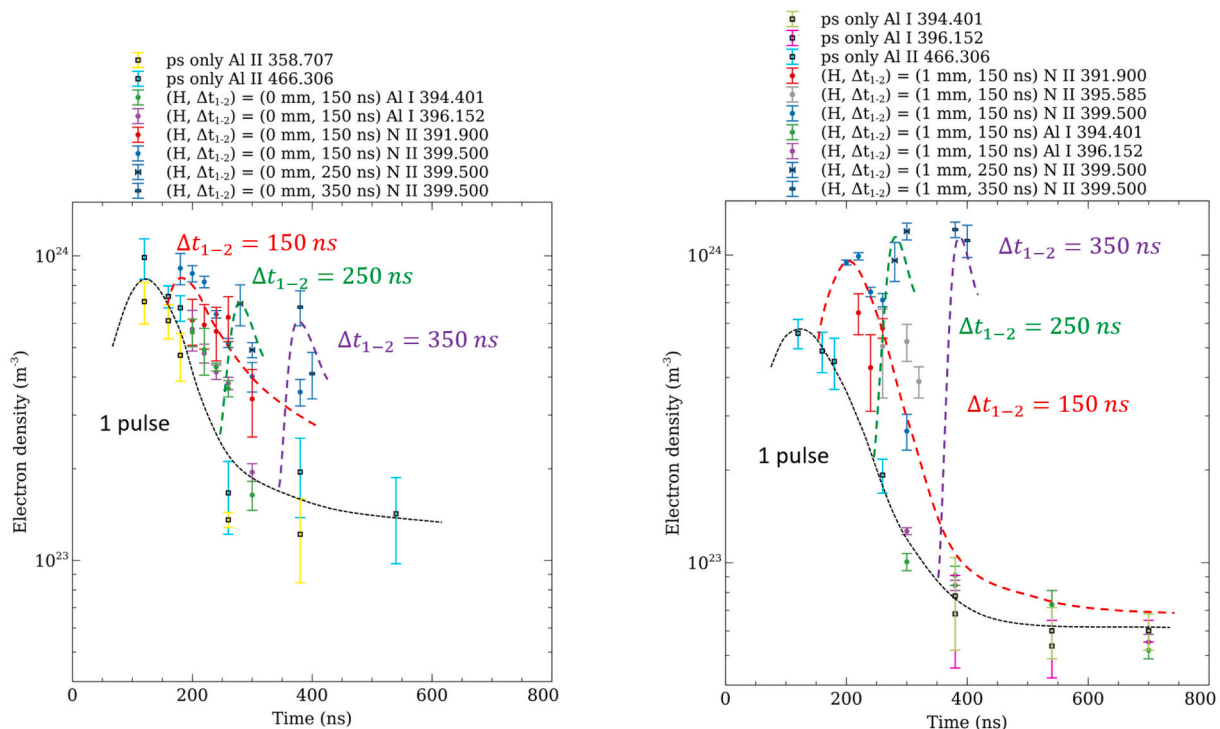 ps only Al II 358.707
ps only Al II 466.306
(H, Δt₁₋₂) = (0 mm, 150 ns) Al I 394.401
(H, Δt₁₋₂) = (0 mm, 150 ns) Al I 396.152
(H, Δt₁₋₂) = (0 mm, 150 ns) N II 391.900
(H, Δt₁₋₂) = (0 mm, 150 ns) N II 399.500
(H, Δt₁₋₂) = (0 mm, 250 ns) N II 399.500
(H, Δt₁₋₂) = (0 mm, 350 ns) N II 399.500
10²⁴
10²³
Electron density (m⁻³)
Δt₁₋₂ = 150 ns
Δt₁₋₂ = 250 ns
Δt₁₋₂ = 350 ns
1 pulse
0 200 400 600 800
Time (ns)
ps only Al I 394.401
ps only Al I 396.152
ps only Al II 466.306
(H, Δt₁₋₂) = (1 mm, 150 ns) N II 391.900
(H, Δt₁₋₂) = (1 mm, 150 ns) N II 395.585
(H, Δt₁₋₂) = (1 mm, 150 ns) N II 399.500
(H, Δt₁₋₂) = (1 mm, 150 ns) Al I 394.401
(H, Δt₁₋₂) = (1 mm, 150 ns) Al I 396.152
(H, Δt₁₋₂) = (1 mm, 250 ns) N II 399.500
(H, Δt₁₋₂) = (1 mm, 350 ns) N II 399.500
10²⁴
10²³
Electron density (m⁻³)
Δt₁₋₂ = 350 ns
Δt₁₋₂ = 250 ns
Δt₁₋₂ = 150 ns
1 pulse
0 200 400 600 800
Time (ns)